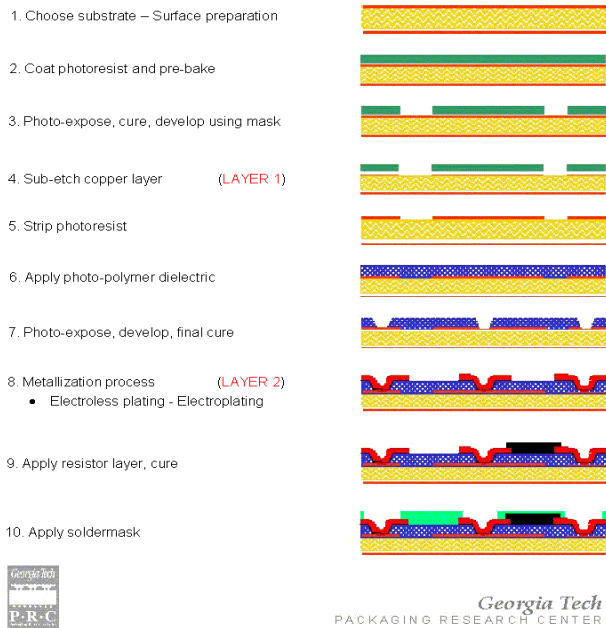 1. Choose substrate – Surface preparation
2. Coat photoresist and pre-bake
3. Photo-expose, cure, develop using mask
4. Sub-etch copper layer (LAYER 1)
5. Strip photoresist
6. Apply photo-polymer dielectric
7. Photo-expose, develop, final cure
8. Metallization process (LAYER 2)
• Electroless plating - Electroplating
9. Apply resistor layer, cure
10. Apply soldermask
Georgia Tech
P·R·C
Georgia Tech
PACKAGING RESEARCH CENTER